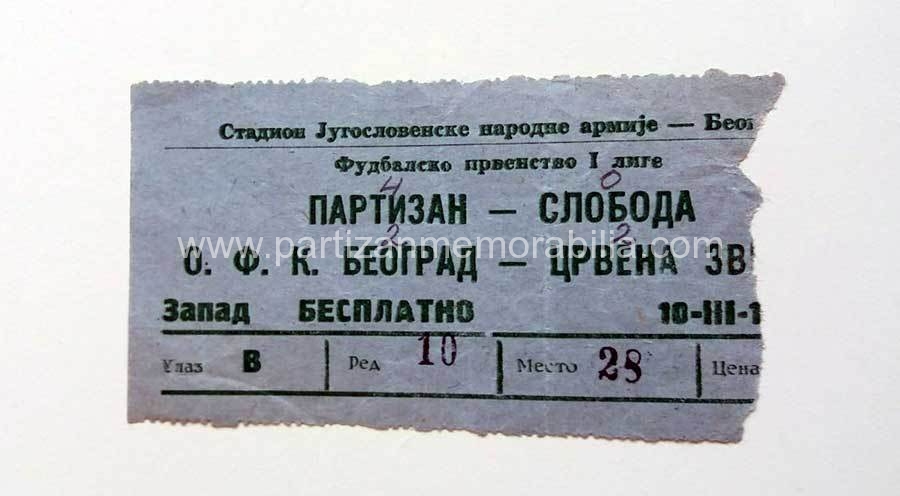 Стадион Југословенске народне армије — Беог
Фудбалско првенство I лиге
4 0
ПАРТИЗАН — СЛОБОДА
2 2
www.partizanmemorabilia.com
О. Ф. К. БЕОГРАД — ЦРВЕНА ЗВ
Запад БЕСПЛАТНО 10-III-1
Улаз В Ред 10 Место 28 Цена